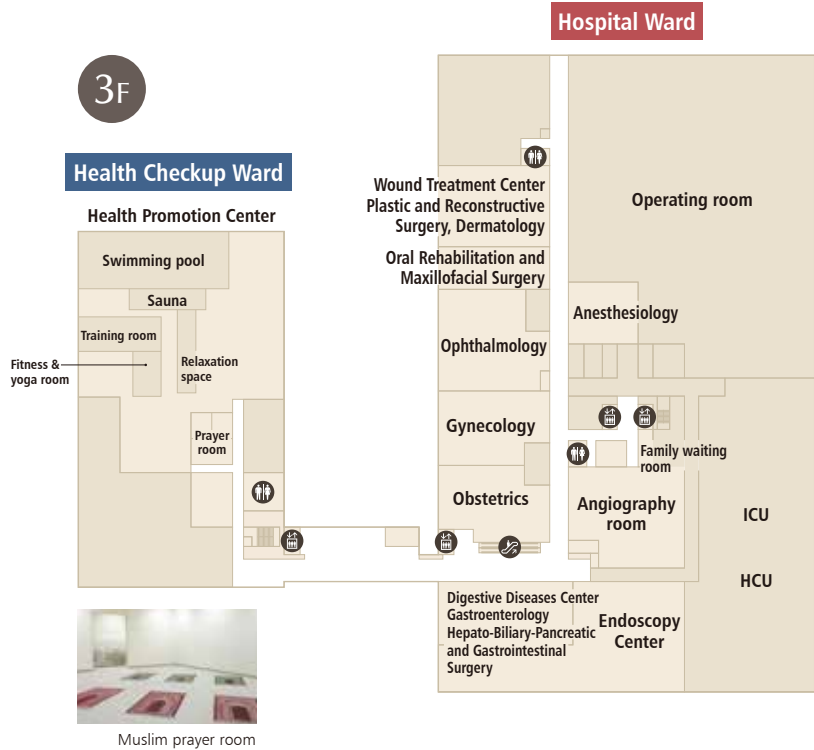 Hospital Ward
3F
Health Checkup Ward
Health Promotion Center
Swimming pool
Sauna
Training room
Fitness &
yoga room
Relaxation
space
Prayer
room
Wound Treatment Center
Plastic and Reconstructive
Surgery, Dermatology
Oral Rehabilitation and
Maxillofacial Surgery
Ophthalmology
Gynecology
Obstetrics
Operating room
Anesthesiology
Family waiting
room
Angiography
room
ICU
HCU
Digestive Diseases Center
Gastroenterology
Hepato-Biliary-Pancreatic
and Gastrointestinal
Surgery
Endoscopy
Center
Muslim prayer room